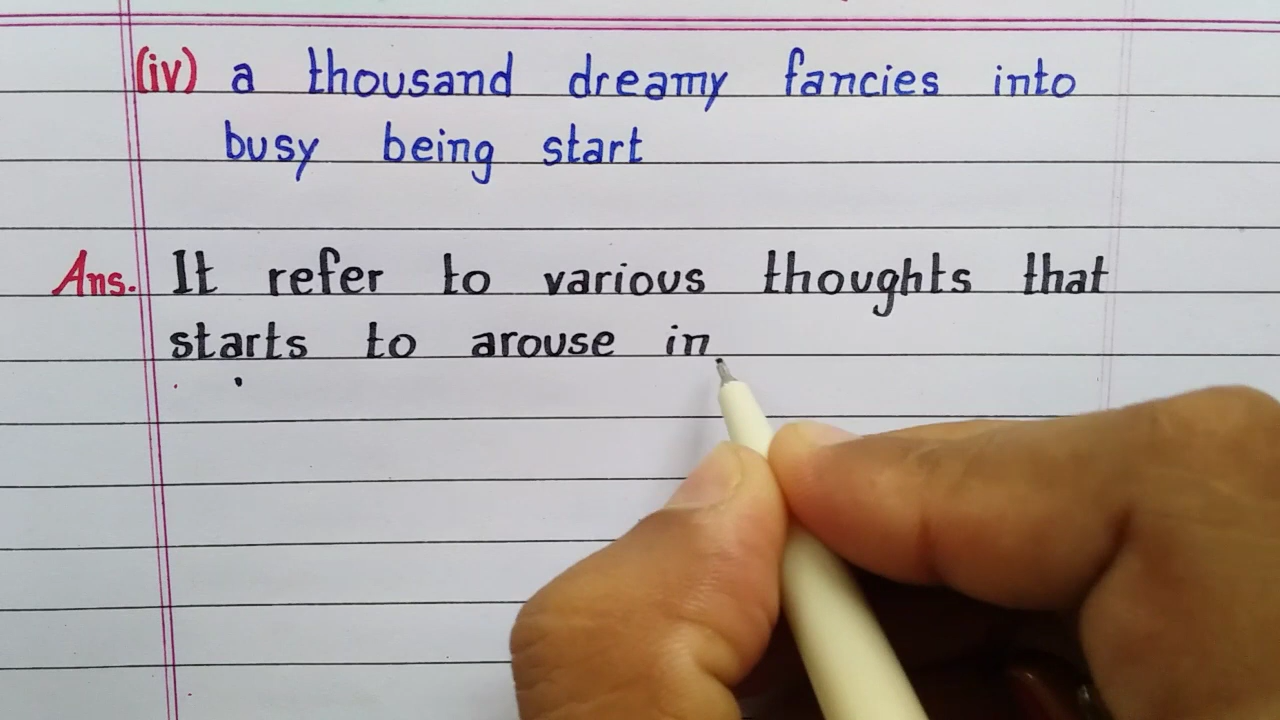 (iv) a thousand dreamy fancies into
busy being start
Ans. It refer to various thoughts that
starts to arouse in